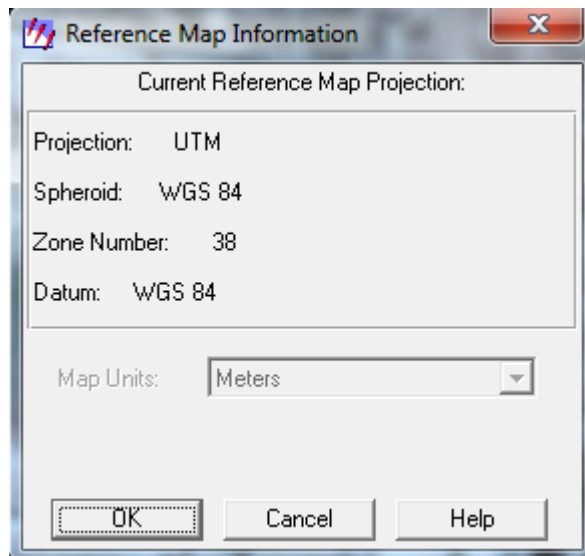 Reference Map Information
Current Reference Map Projection:
Projection: UTM
Spheroid: WGS 84
Zone Number: 38
Datum: WGS 84
Map Units: Meters
OK Cancel Help